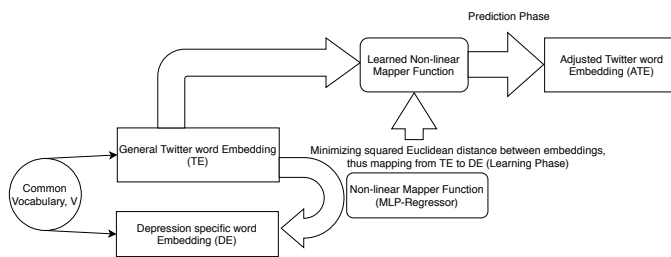 Prediction Phase
Learned Non-linear
Mapper Function
Adjusted Twitter word
Embedding (ATE)
General Twitter word Embedding
(TE)
Minimizing squared Euclidean distance between embeddings,
thus mapping from TE to DE (Learning Phase)
Common
Vocabulary, V
Non-linear Mapper Function
(MLP-Regressor)
Depression specific word
Embedding (DE)